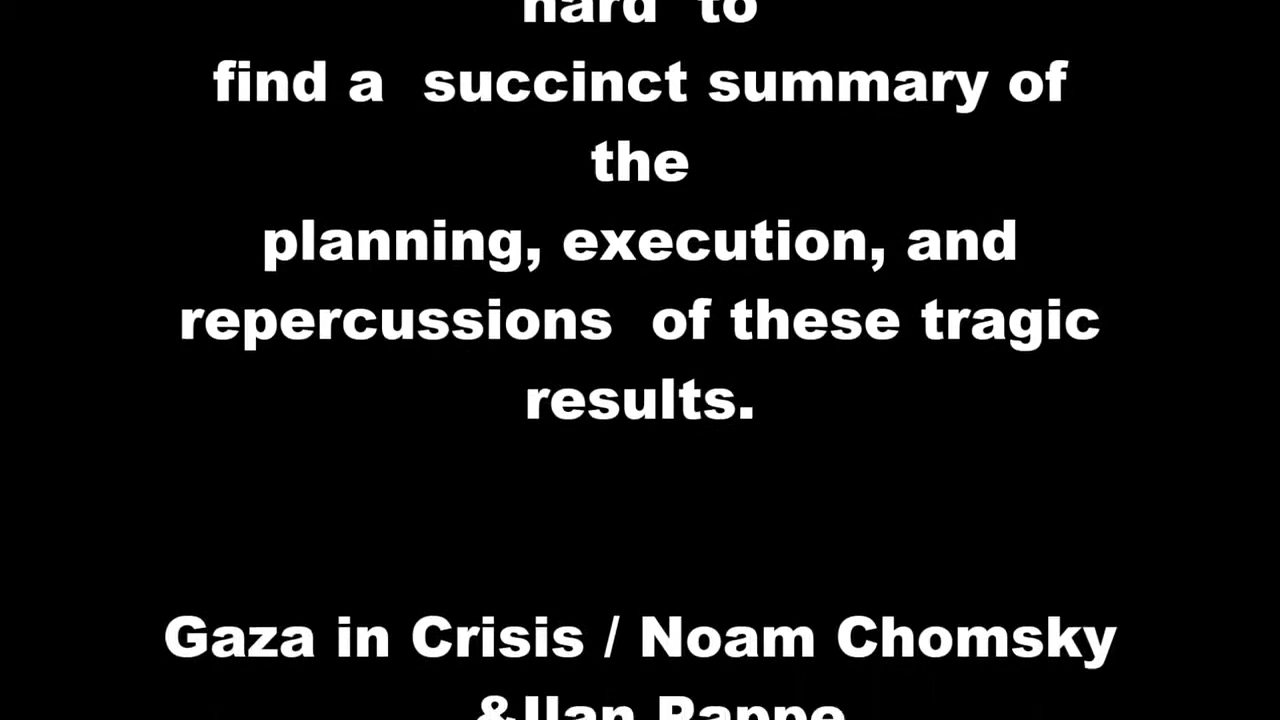 hard to
find a succinct summary of
the
planning, execution, and
repercussions of these tragic
results.
Gaza in Crisis / Noam Chomsky
&Ilan Pappe